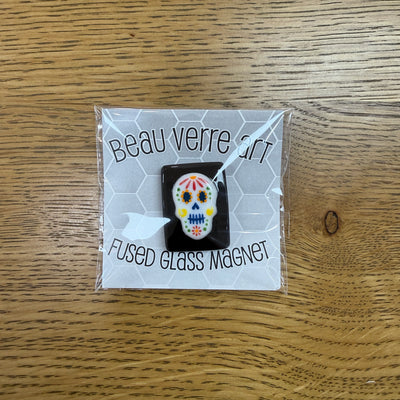 Beau Verre Art
Fused Glass Magnet